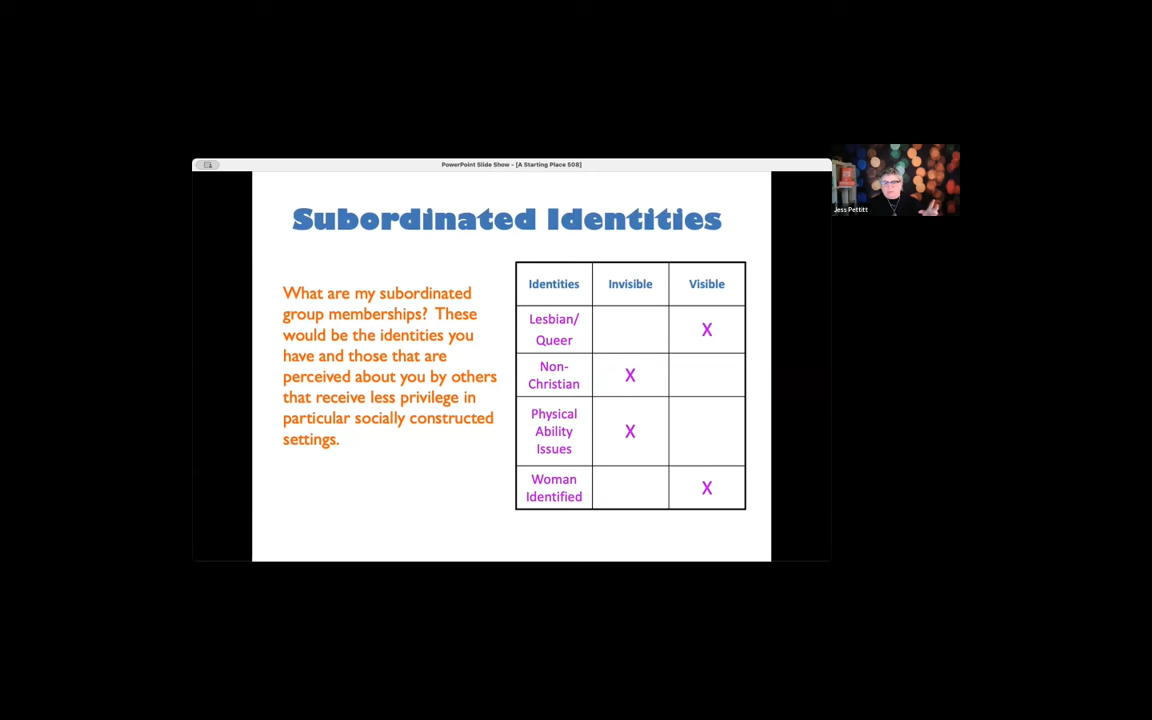 PowerPoint Slide Show - [A Starting Place 508]
Jess Pettitt
Subordinated Identities
What are my subordinated
group memberships? These
would be the identities you
have and those that are
perceived about you by others
that receive less privilege in
particular socially constructed
settings.
Identities Invisible Visible
Lesbian/
Queer
X
Non-
Christian
X
Physical
Ability
Issues
X
Woman
Identified
X